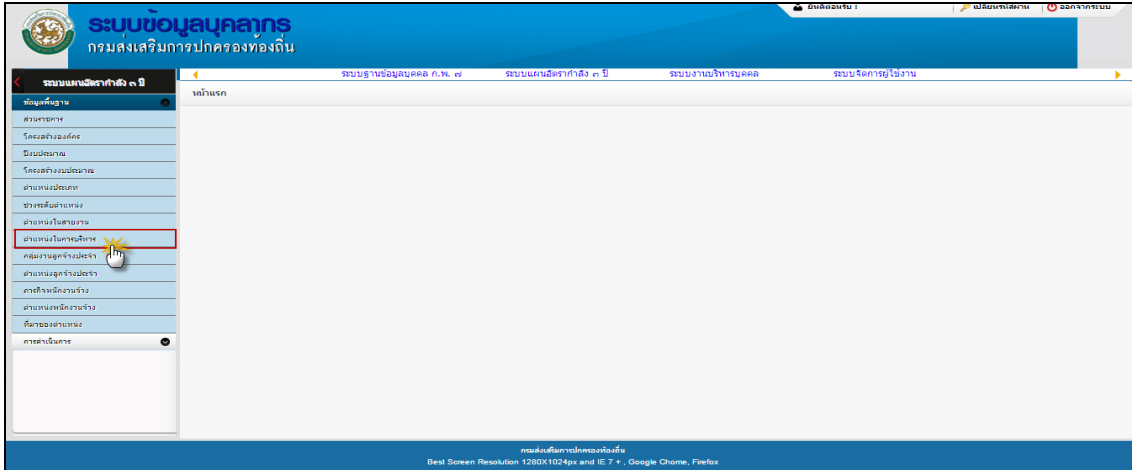 ยินดีต้อนรับ :
เปลี่ยนรหัสผ่าน
ออกจากระบบ
ระบบข้อมูลบุคลากร
กรมส่งเสริมการปกครองท้องถิ่น
ระบบแผนอัตรากำลัง ๓ ปี
ระบบฐานข้อมูลบุคคล ก.พ. ๗ ระบบแผนอัตรากำลัง ๓ ปี ระบบงานบริหารบุคคล ระบบจัดการผู้ใช้งาน
หน้าแรก
ข้อมูลพื้นฐาน
ส่วนราชการ
โครงสร้างองค์กร
ปีงบประมาณ
โครงสร้างงบประมาณ
ตำแหน่งประเภท
ช่วงระดับตำแหน่ง
ตำแหน่งในสายงาน
ตำแหน่งในการบริหาร
กลุ่มงานลูกจ้างประจำ
ตำแหน่งลูกจ้างประจำ
ภารกิจพนักงานจ้าง
ตำแหน่งพนักงานจ้าง
ที่มาของตำแหน่ง
การดำเนินการ
กรมส่งเสริมการปกครองท้องถิ่น
Best Screen Resolution 1280X1024px and IE 7 + , Google Chome, Firefox